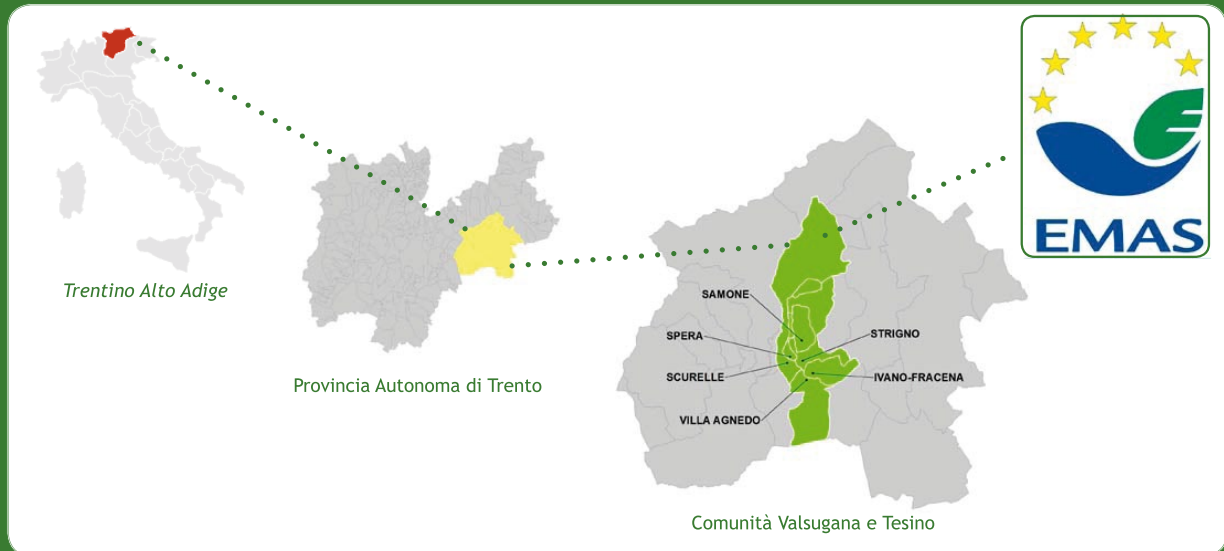 Trentino Alto Adige
Provincia Autonoma di Trento
SAMONE
SPERA
STRIGNO
SCURELLE
IVANO-FRACENA
VILLA AGNEDO
Comunità Valsugana e Tesino
EMAS